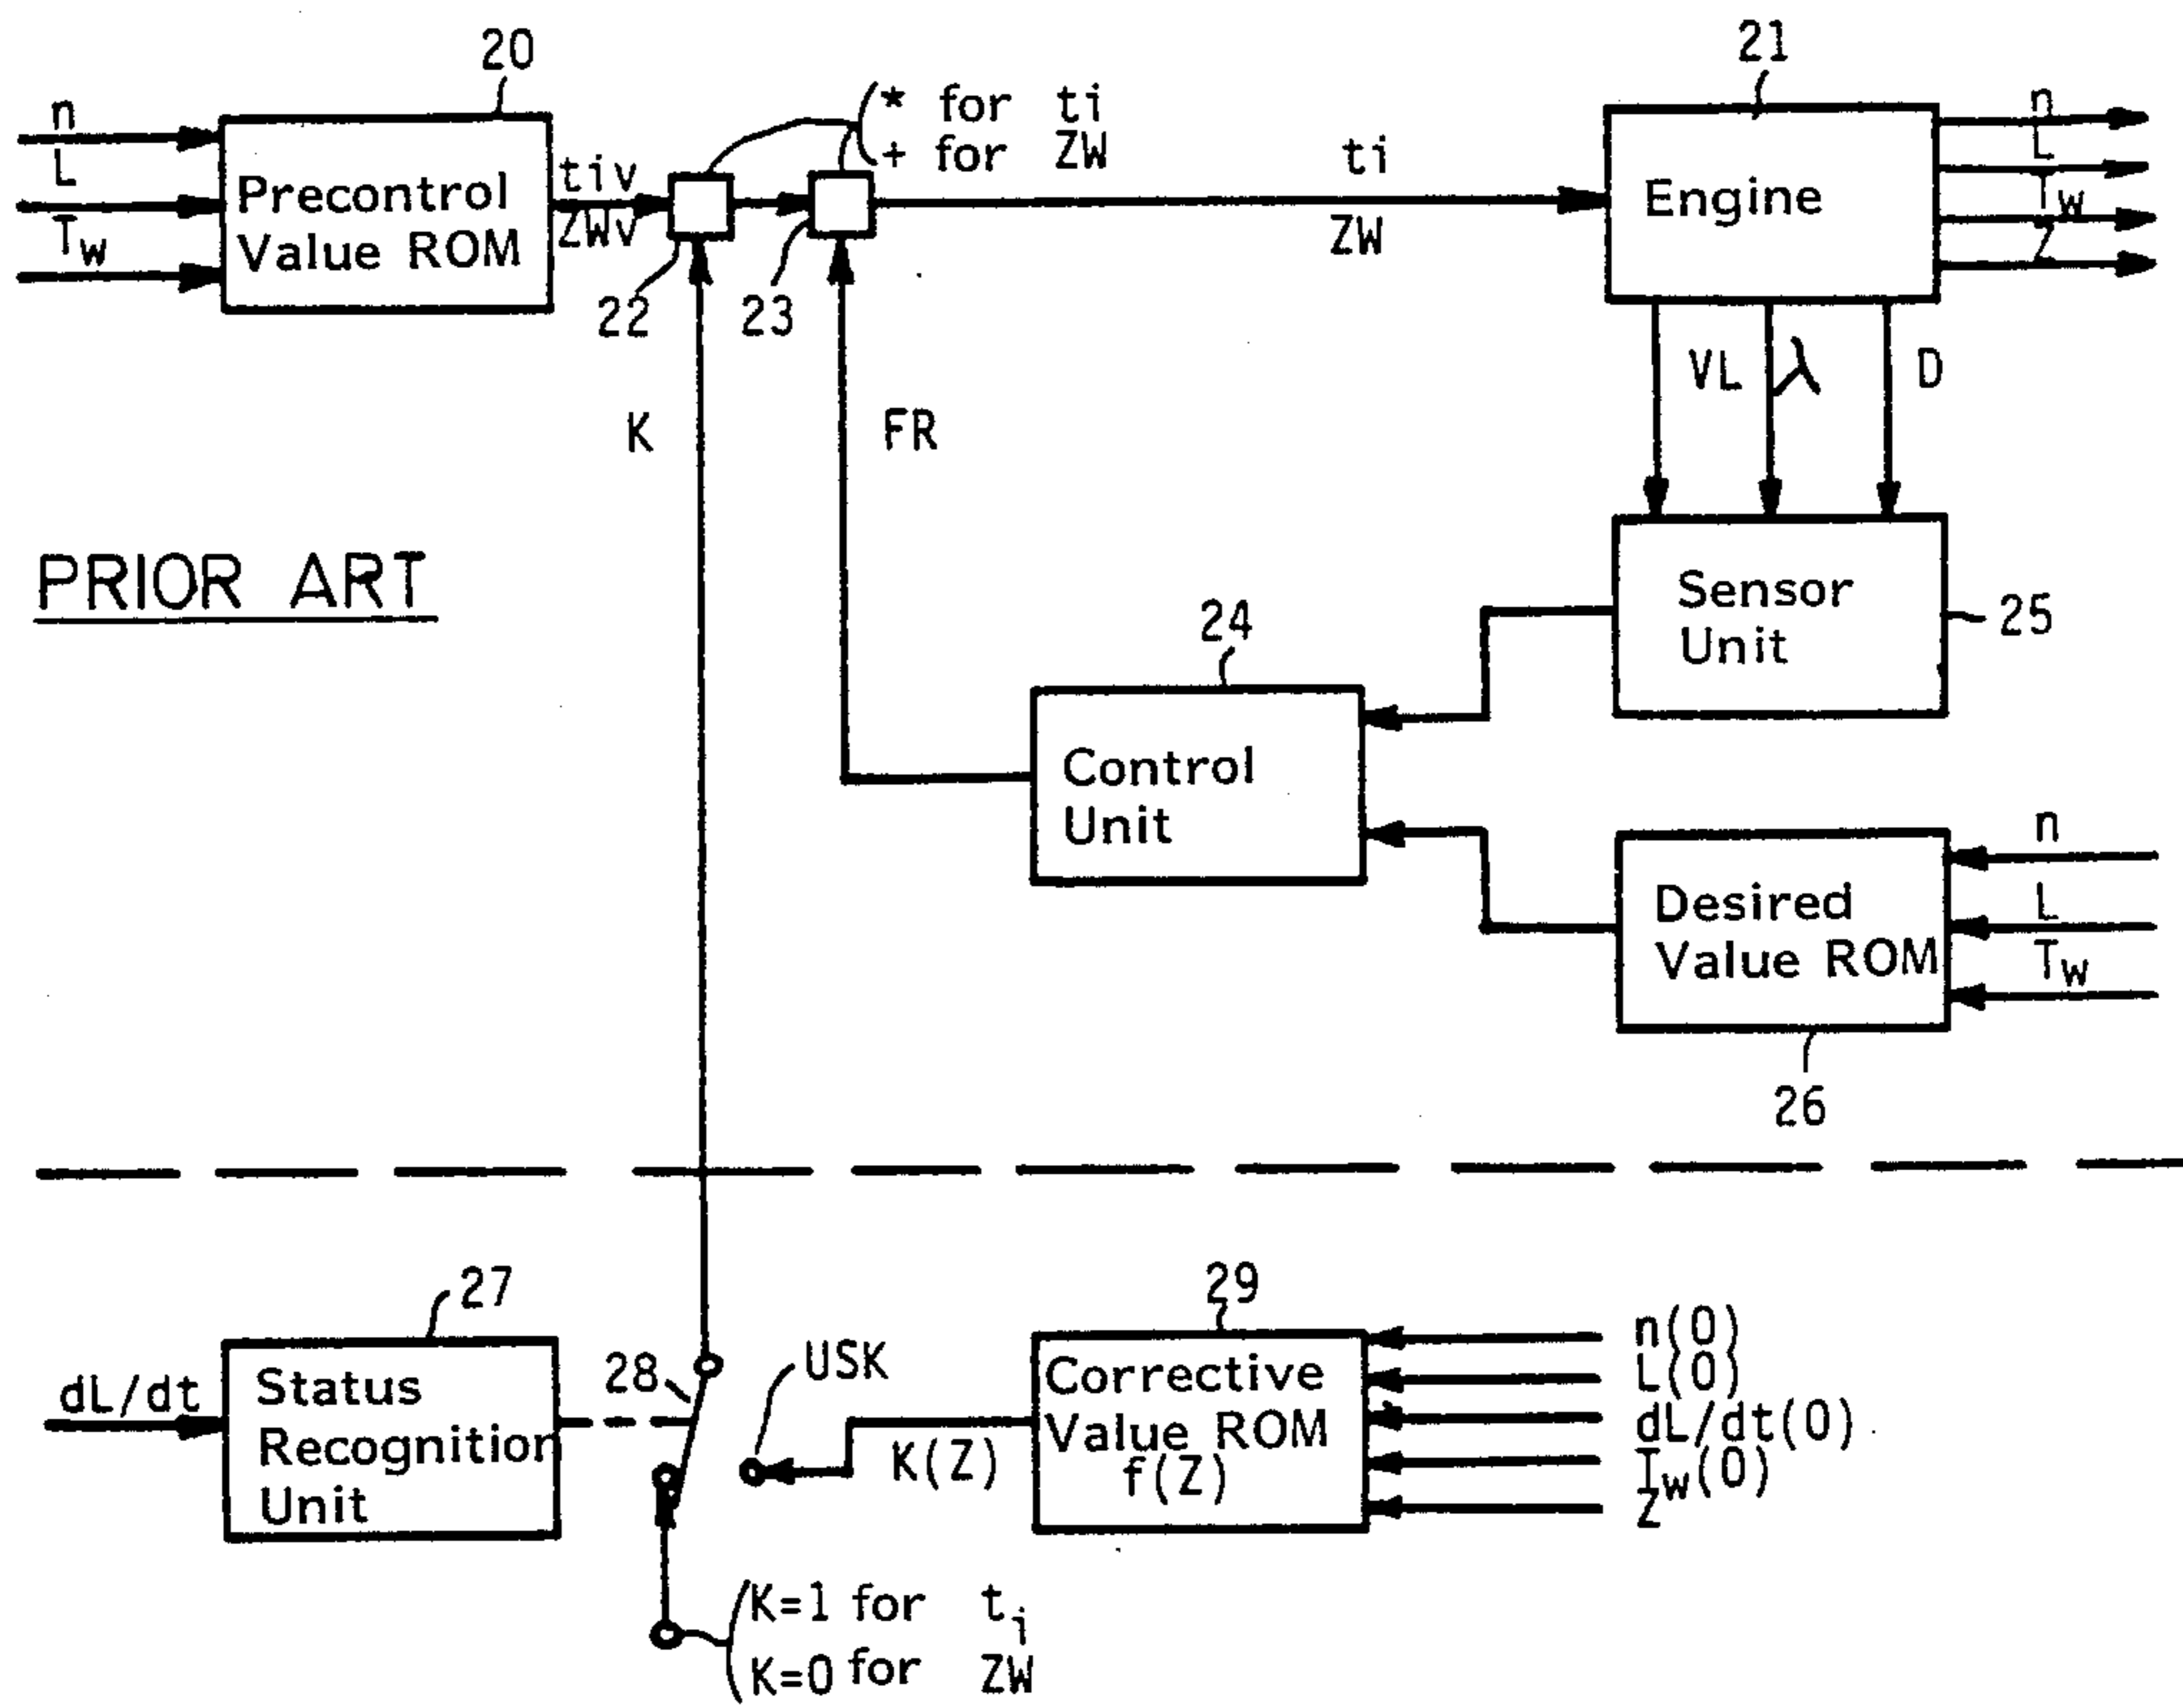 20
21
n
L
Tw
Precontrol
Value ROM
tiv
ZWv
* for ti
+ for ZW
ti
ZW
Engine
n
L
Tw
Z
22
23
K
FR
VL
λ
D
PRIOR ART
Sensor
Unit
25
24
Control
Unit
Desired
Value ROM
n
L
Tw
26
27
dL/dt
Status
Recognition
Unit
28
USK
K(Z)
29
Corrective
Value ROM
f(Z)
n(0)
L(0)
dL/dt(0)
Tw(0)
Z
K=1 for ti
K=0 for ZW